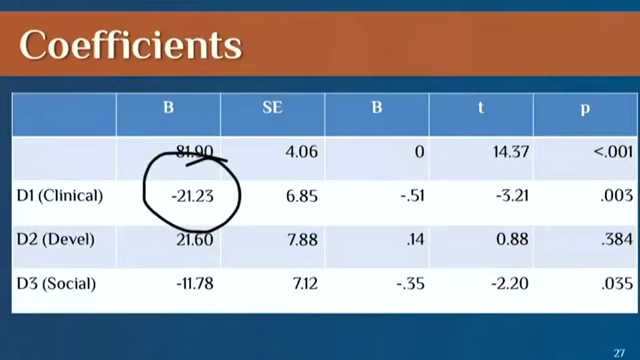 Coefficients
B SE B t p
81.90 4.06 0 14.37 <.001
D1 (Clinical) -21.23 6.85 -.51 -3.21 .003
D2 (Devel) 21.60 7.88 .14 0.88 .384
D3 (Social) -11.78 7.12 -.35 -2.20 .035
27